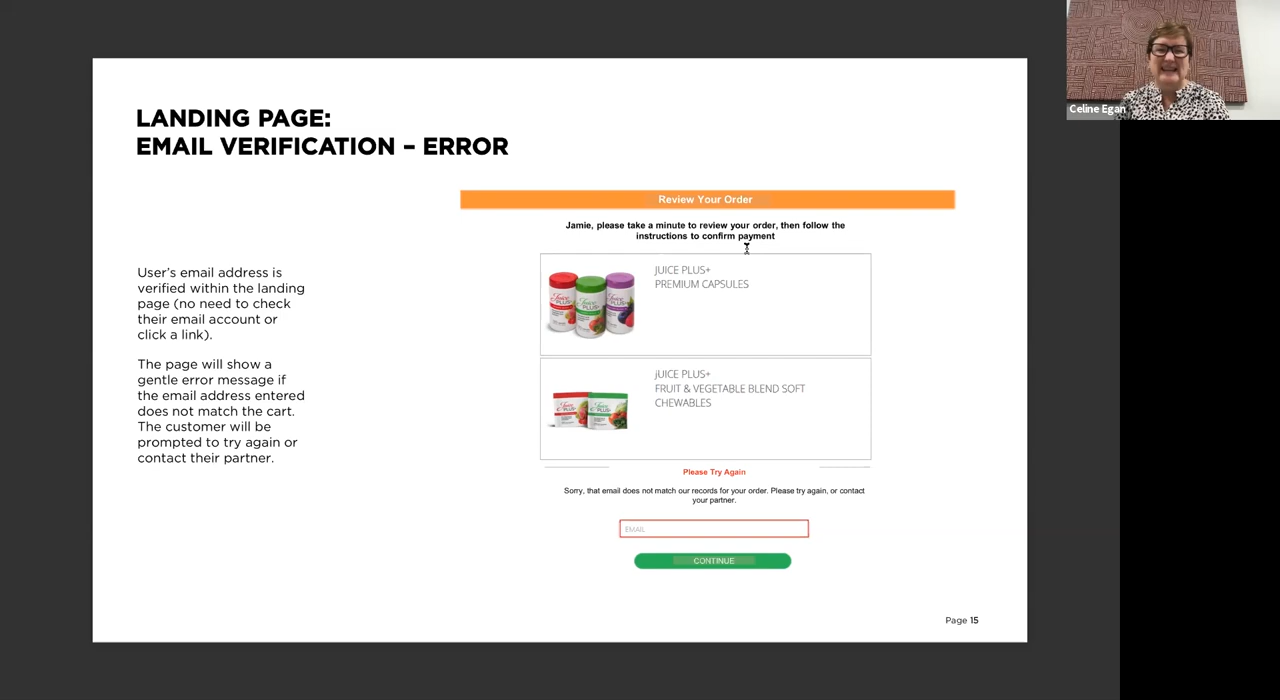 Celine Egan
LANDING PAGE:
EMAIL VERIFICATION – ERROR
User's email address is
verified within the landing
page (no need to check
their email account or
click a link).
The page will show a
gentle error message if
the email address entered
does not match the cart.
The customer will be
prompted to try again or
contact their partner.
Review Your Order
Jamie, please take a minute to review your order, then follow the
instructions to confirm payment
JUICE PLUS+
PREMIUM CAPSULES
jUICE PLUS+
FRUIT & VEGETABLE BLEND SOFT
CHEWABLES
Please Try Again
Sorry, that email does not match our records for your order. Please try again, or contact
your partner.
EMAIL
CONTINUE
Page 15